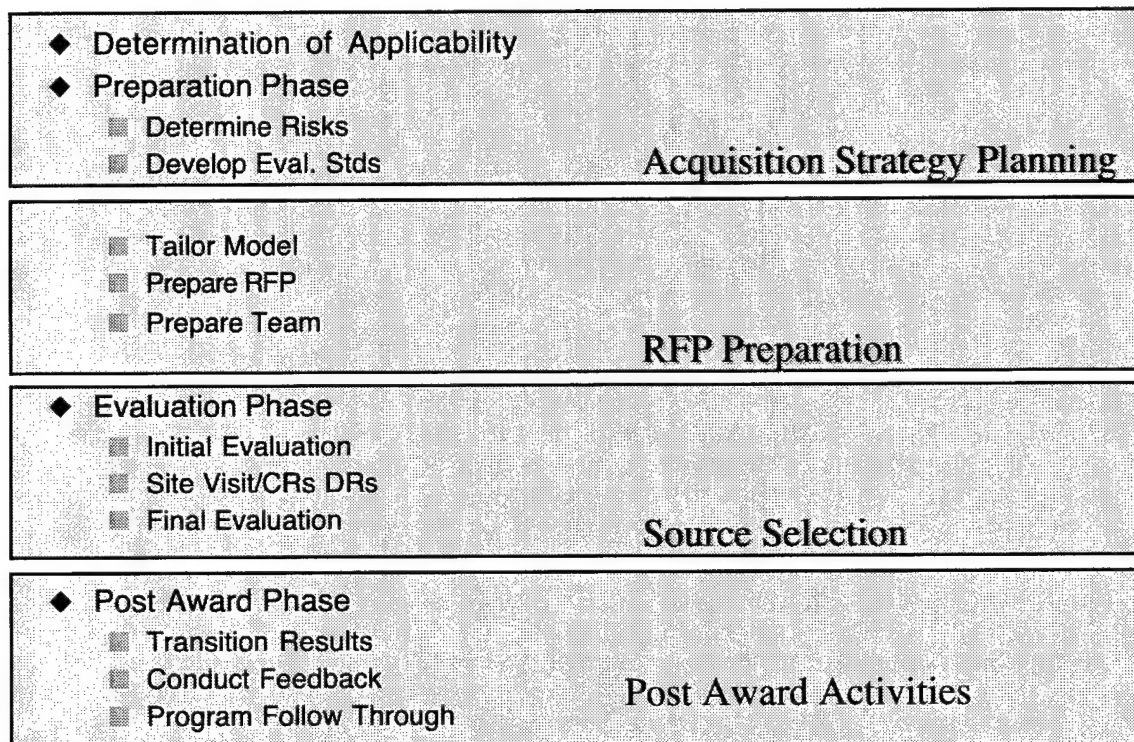 ◆ Determination of Applicability
◆ Preparation Phase
Determine Risks
Develop Eval. Stds
Acquisition Strategy Planning
Tailor Model
Prepare RFP
Prepare Team
RFP Preparation
◆ Evaluation Phase
Initial Evaluation
Site Visit/CRs DRs
Final Evaluation
Source Selection
◆ Post Award Phase
Transition Results
Conduct Feedback
Program Follow Through
Post Award Activities